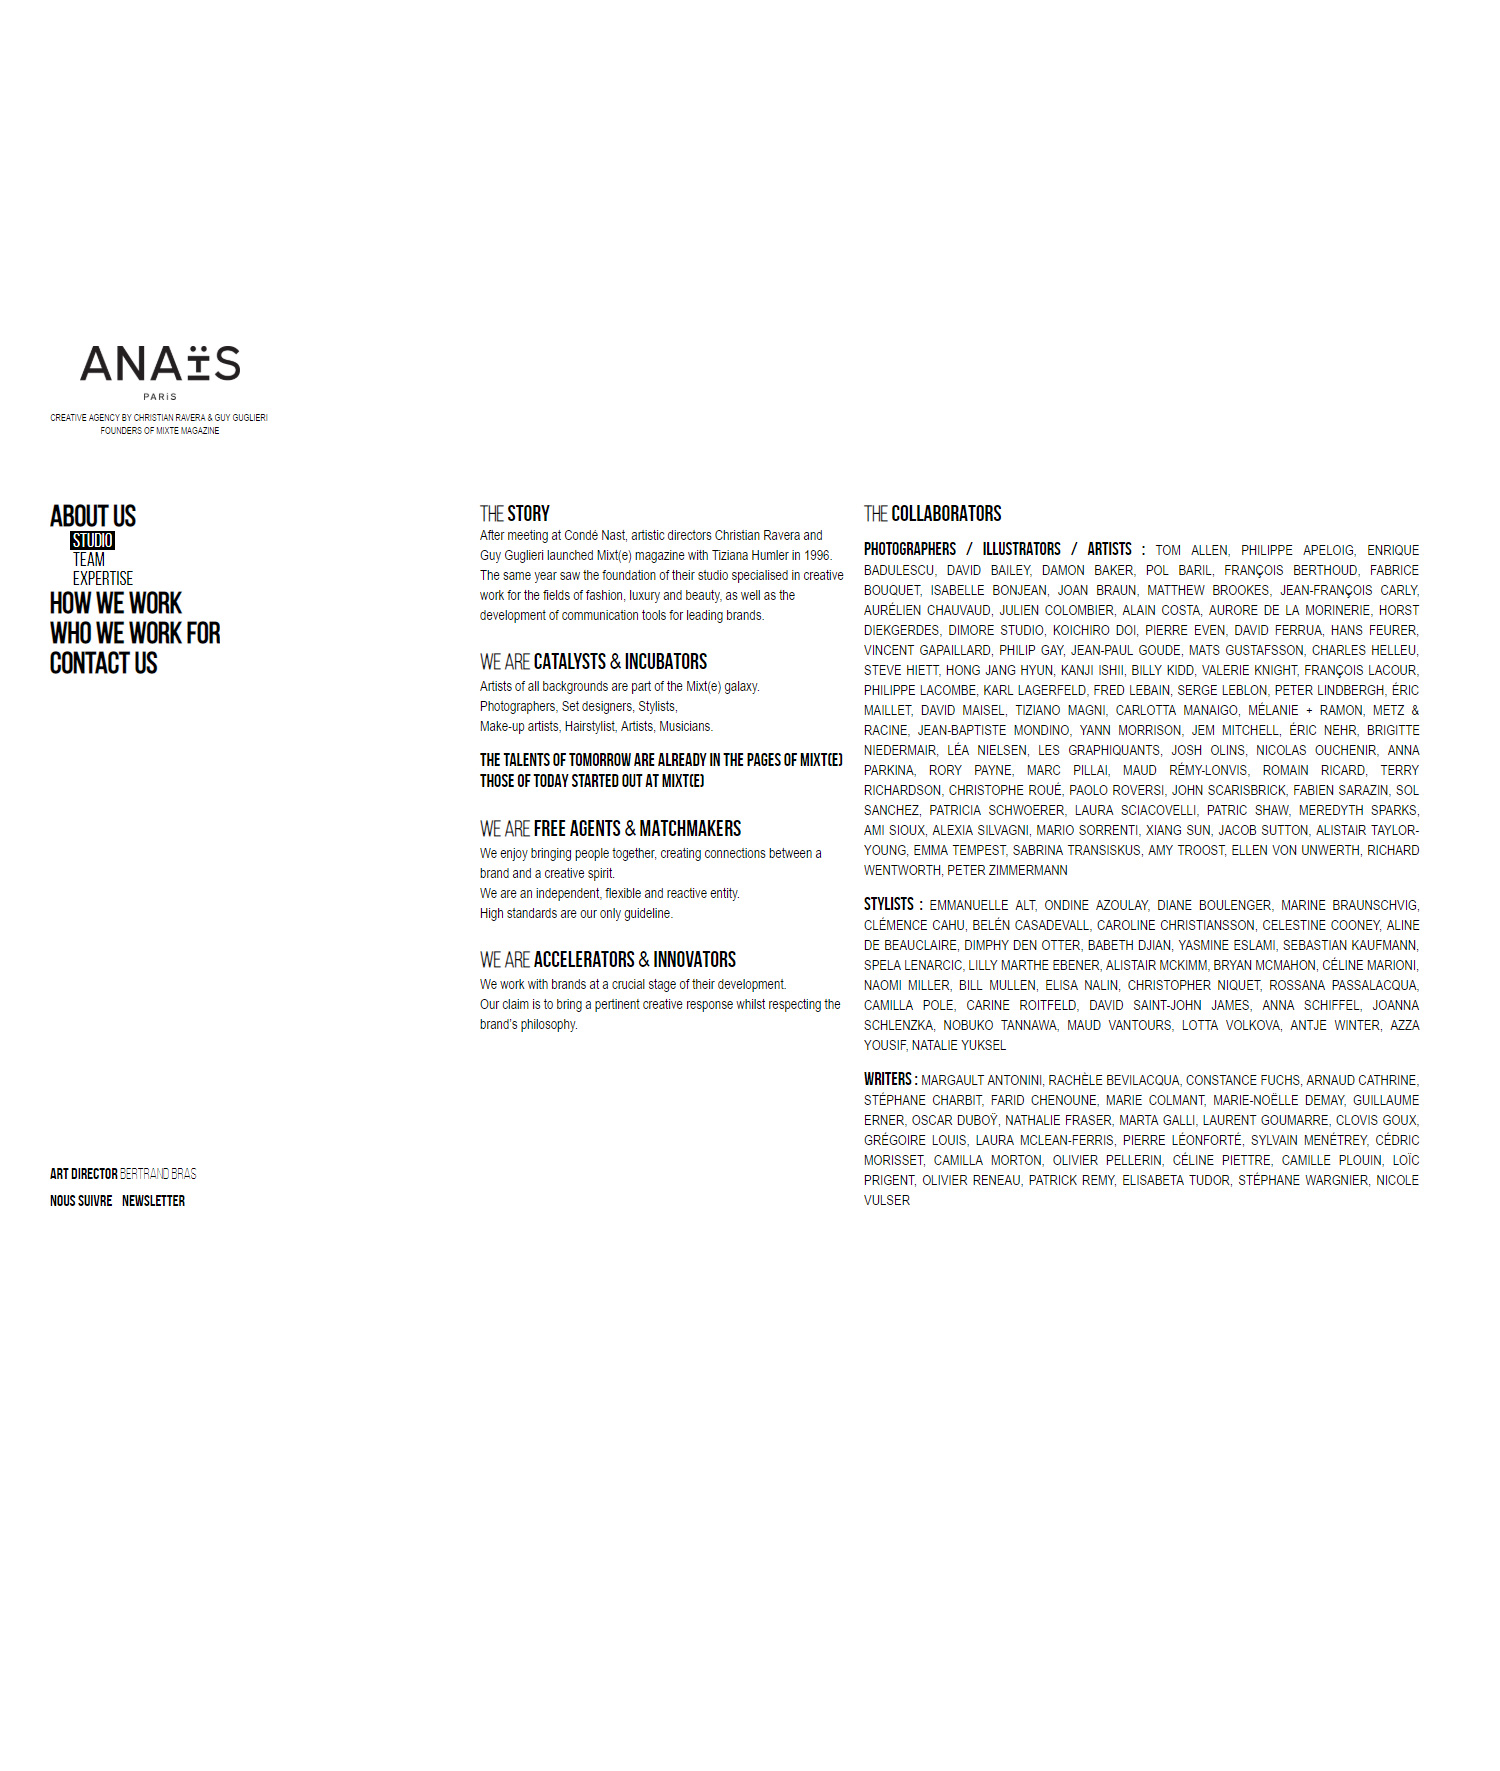 ANAÏS
PARIS
CREATIVE AGENCY BY CHRISTIAN RAVERA & GUY GUGLIERI
FOUNDERS OF MIXTE MAGAZINE
ABOUT US
STUDIO
TEAM
EXPERTISE
HOW WE WORK
WHO WE WORK FOR
CONTACT US
ART DIRECTOR BERTRAND BRAS
NOUS SUIVRE NEWSLETTER
THE STORY
After meeting at Condé Nast, artistic directors Christian Ravera and
Guy Guglieri launched Mixt(e) magazine with Tiziana Humler in 1996.
The same year saw the foundation of their studio specialised in creative
work for the fields of fashion, luxury and beauty, as well as the
development of communication tools for leading brands.
WE ARE CATALYSTS & INCUBATORS
Artists of all backgrounds are part of the Mixt(e) galaxy.
Photographers, Set designers, Stylists,
Make-up artists, Hairstylist, Artists, Musicians.
THE TALENTS OF TOMORROW ARE ALREADY IN THE PAGES OF MIXT(E)
THOSE OF TODAY STARTED OUT AT MIXT(E)
WE ARE FREE AGENTS & MATCHMAKERS
We enjoy bringing people together, creating connections between a
brand and a creative spirit.
We are an independent, flexible and reactive entity.
High standards are our only guideline.
WE ARE ACCELERATORS & INNOVATORS
We work with brands at a crucial stage of their development.
Our claim is to bring a pertinent creative response whilst respecting the
brand's philosophy.
THE COLLABORATORS
PHOTOGRAPHERS / ILLUSTRATORS / ARTISTS : TOM ALLEN, PHILIPPE APELOIG, ENRIQUE
BADULESCU, DAVID BAILEY, DAMON BAKER, POL BARIL, FRANÇOIS BERTHOUD, FABRICE
BOUQUET, ISABELLE BONJEAN, JOAN BRAUN, MATTHEW BROOKES, JEAN-FRANÇOIS CARLY,
AURÉLIEN CHAUVAUD, JULIEN COLOMBIER, ALAIN COSTA, AURORE DE LA MORINERIE, HORST
DIEKGERDES, DIMORE STUDIO, KOICHIRO DOI, PIERRE EVEN, DAVID FERRUA, HANS FEURER,
VINCENT GAPAILLARD, PHILIP GAY, JEAN-PAUL GOUDE, MATS GUSTAFSSON, CHARLES HELLEU,
STEVE HIETT, HONG JANG HYUN, KANJI ISHII, BILLY KIDD, VALERIE KNIGHT, FRANÇOIS LACOUR,
PHILIPPE LACOMBE, KARL LAGERFELD, FRED LEBAIN, SERGE LEBLON, PETER LINDBERGH, ÉRIC
MAILLET, DAVID MAISEL, TIZIANO MAGNI, CARLOTTA MANAIGO, MÉLANIE + RAMON, METZ &
RACINE, JEAN-BAPTISTE MONDINO, YANN MORRISON, JEM MITCHELL, ÉRIC NEHR, BRIGITTE
NIEDERMAIR, LÉA NIELSEN, LES GRAPHIQUANTS, JOSH OLINS, NICOLAS OUCHENIR, ANNA
PARKINA, RORY PAYNE, MARC PILLAI, MAUD RÉMY-LONVIS, ROMAIN RICARD, TERRY
RICHARDSON, CHRISTOPHE ROUÉ, PAOLO ROVERSI, JOHN SCARISBRICK, FABIEN SARAZIN, SOL
SANCHEZ, PATRICIA SCHWOERER, LAURA SCIACOVELLI, PATRIC SHAW, MEREDYTH SPARKS,
AMI SIOUX, ALEXIA SILVAGNI, MARIO SORRENTI, XIANG SUN, JACOB SUTTON, ALISTAIR TAYLOR-
YOUNG, EMMA TEMPEST, SABRINA TRANSISKUS, AMY TROOST, ELLEN VON UNWERTH, RICHARD
WENTWORTH, PETER ZIMMERMANN
STYLISTS : EMMANUELLE ALT, ONDINE AZOULAY, DIANE BOULENGER, MARINE BRAUNSCHVIG,
CLÉMENCE CAHU, BELÉN CASADEVALL, CAROLINE CHRISTIANSSON, CELESTINE COONEY, ALINE
DE BEAUCLAIRE, DIMPHY DEN OTTER, BABETH DJIAN, YASMINE ESLAMI, SEBASTIAN KAUFMANN,
SPELA LENARCIC, LILLY MARTHE EBENER, ALISTAIR MCKIMM, BRYAN MCMAHON, CÉLINE MARIONI,
NAOMI MILLER, BILL MULLEN, ELISA NALIN, CHRISTOPHER NIQUET, ROSSANA PASSALACQUA,
CAMILLA POLE, CARINE ROITFELD, DAVID SAINT-JOHN JAMES, ANNA SCHIFFEL, JOANNA
SCHLENZKA, NOBUKO TANNAWA, MAUD VANTOURS, LOTTA VOLKOVA, ANTJE WINTER, AZZA
YOUSIF, NATALIE YUKSEL
WRITERS : MARGAULT ANTONINI, RACHÈLE BEVILACQUA, CONSTANCE FUCHS, ARNAUD CATHRINE,
STÉPHANE CHARBIT, FARID CHENOUNE, MARIE COLMANT, MARIE-NOËLLE DEMAY, GUILLAUME
ERNER, OSCAR DUBOŸ, NATHALIE FRASER, MARTA GALLI, LAURENT GOUMARRE, CLOVIS GOUX,
GRÉGOIRE LOUIS, LAURA MCLEAN-FERRIS, PIERRE LÉONFORTÉ, SYLVAIN MENÉTREY, CÉDRIC
MORISSET, CAMILLA MORTON, OLIVIER PELLERIN, CÉLINE PIETTRE, CAMILLE PLOUIN, LOÏC
PRIGENT, OLIVIER RENEAU, PATRICK REMY, ELISABETA TUDOR, STÉPHANE WARGNIER, NICOLE
VULSER